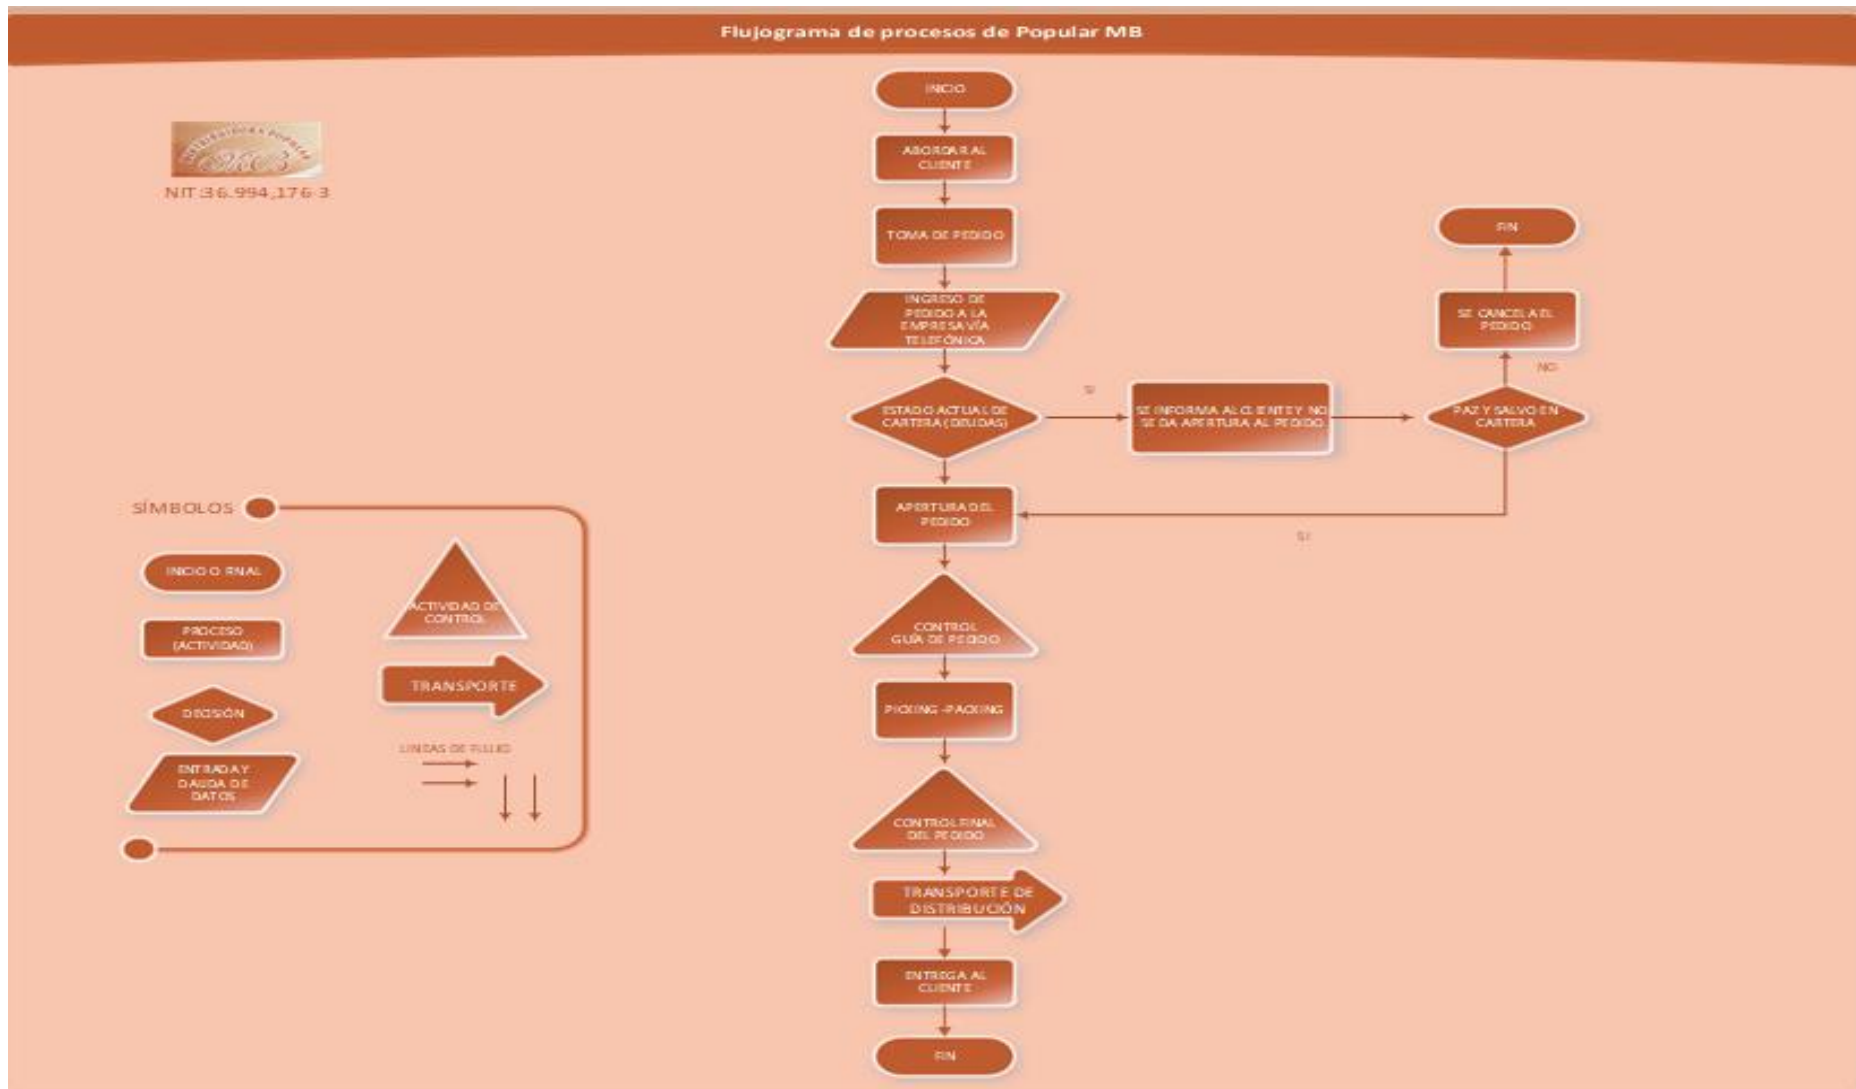 Flujograma de procesos de Popular MB
INICIO
ABORDAR AL
CLIENTE
TOMA DE PEDIDO
INGRESO DE
PEDIDO A LA
EMPRESA VÍA
TELEFÓNICA
ESTADO ACTUAL DE
CARTERA (DEUDAS)
SI
SE INFORMA AL CLIENTE Y NO
SE DA APERTURA AL PEDIDO
PAZ Y SALVO EN
CARTERA
NO
SE CANCELA EL
PEDIDO
FIN
SI
APERTURA DEL
PEDIDO
CONTROL
GUÍA DE PEDIDO
PICKING -PACKING
CONTROL FINAL
DEL PEDIDO
TRANSPORTE DE
DISTRIBUCIÓN
ENTREGA AL
CLIENTE
FIN
DISTRIBUIDORA POPULAR
NIT:36.994,176-3
SÍMBOLOS
INICIO O FINAL
PROCESO
(ACTIVIDAD)
DECISIÓN
ENTRADA Y
DALIDA DE
DATOS
ACTIVIDAD DE
CONTROL
TRANSPORTE
LINEAS DE FLUJO